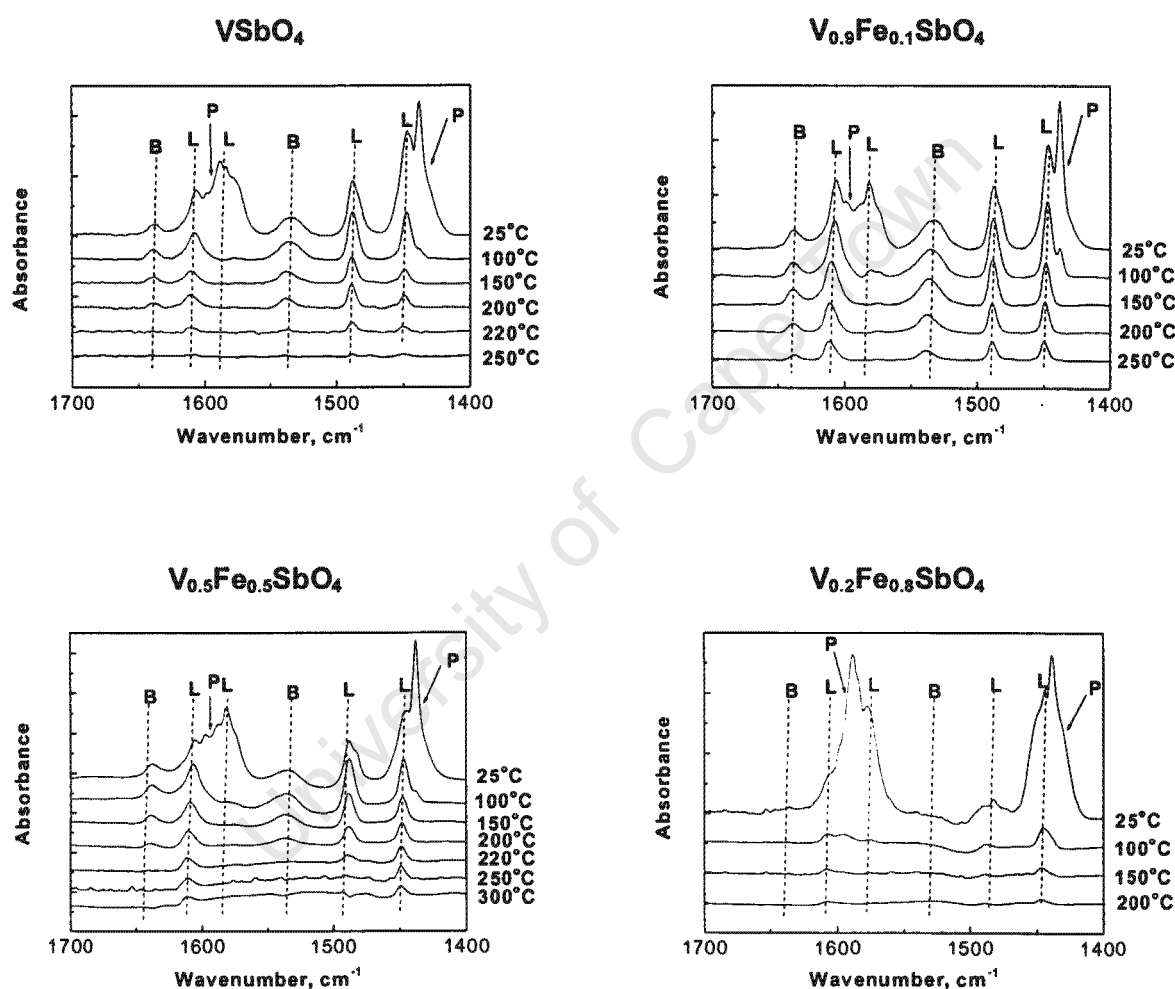 VSbO₄
B
P
L
L
B
L
L
P
Absorbance
25°C
100°C
150°C
200°C
220°C
250°C
1700
1600
1500
1400
Wavenumber, cm⁻¹
V₀.₉Fe₀.₁SbO₄
B
L
P
L
B
L
L
P
Absorbance
25°C
100°C
150°C
200°C
250°C
1700
1600
1500
1400
Wavenumber, cm⁻¹
V₀.₅Fe₀.₅SbO₄
B
L
P
L
B
L
L
P
Absorbance
25°C
100°C
150°C
200°C
220°C
250°C
300°C
1700
1600
1500
1400
Wavenumber, cm⁻¹
V₀.₂Fe₀.₈SbO₄
P
B
L
L
B
L
L
P
Absorbance
25°C
100°C
150°C
200°C
1700
1600
1500
1400
Wavenumber, cm⁻¹
University of Cape Town